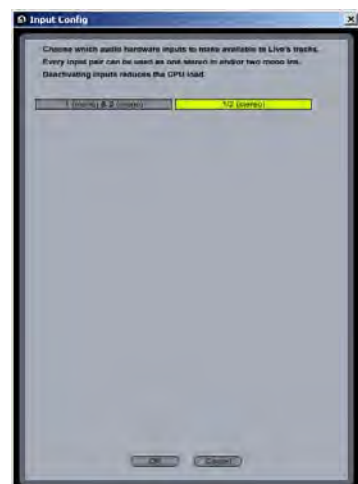 Input Config
Choose which audio hardware inputs to make available to Live's tracks.
Every input pair can be used as one stereo in and/or two mono ins.
Deactivating inputs reduces the CPU load.
1 (mono) & 2 (mono) 1/2 (stereo)
OK Cancel